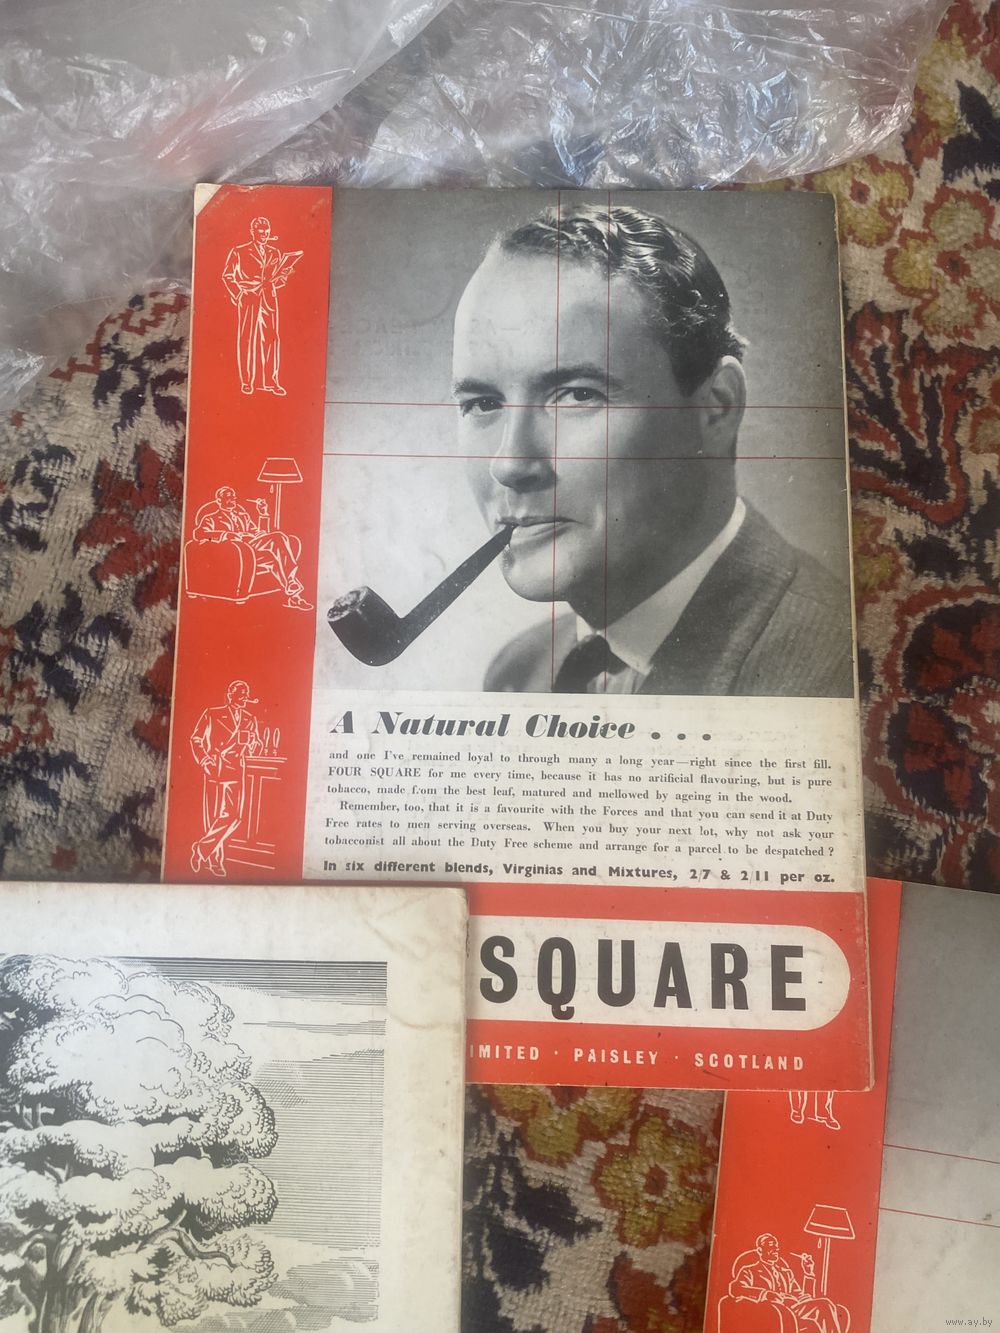 A Natural Choice . . .
and one I've remained loyal to through many a long year—right since the first fill.
FOUR SQUARE for me every time, because it has no artificial flavouring, but is pure
tobacco, made from the best leaf, matured and mellowed by ageing in the wood.
Remember, too, that it is a favourite with the Forces and that you can send it at Duty
Free rates to men serving overseas. When you buy your next lot, why not ask your
tobacconist all about the Duty Free scheme and arrange for a parcel to be despatched ?
In six different blends, Virginias and Mixtures, 2/7 & 2/11 per oz.
SQUARE
IMITED · PAISLEY · SCOTLAND
www.ay.by